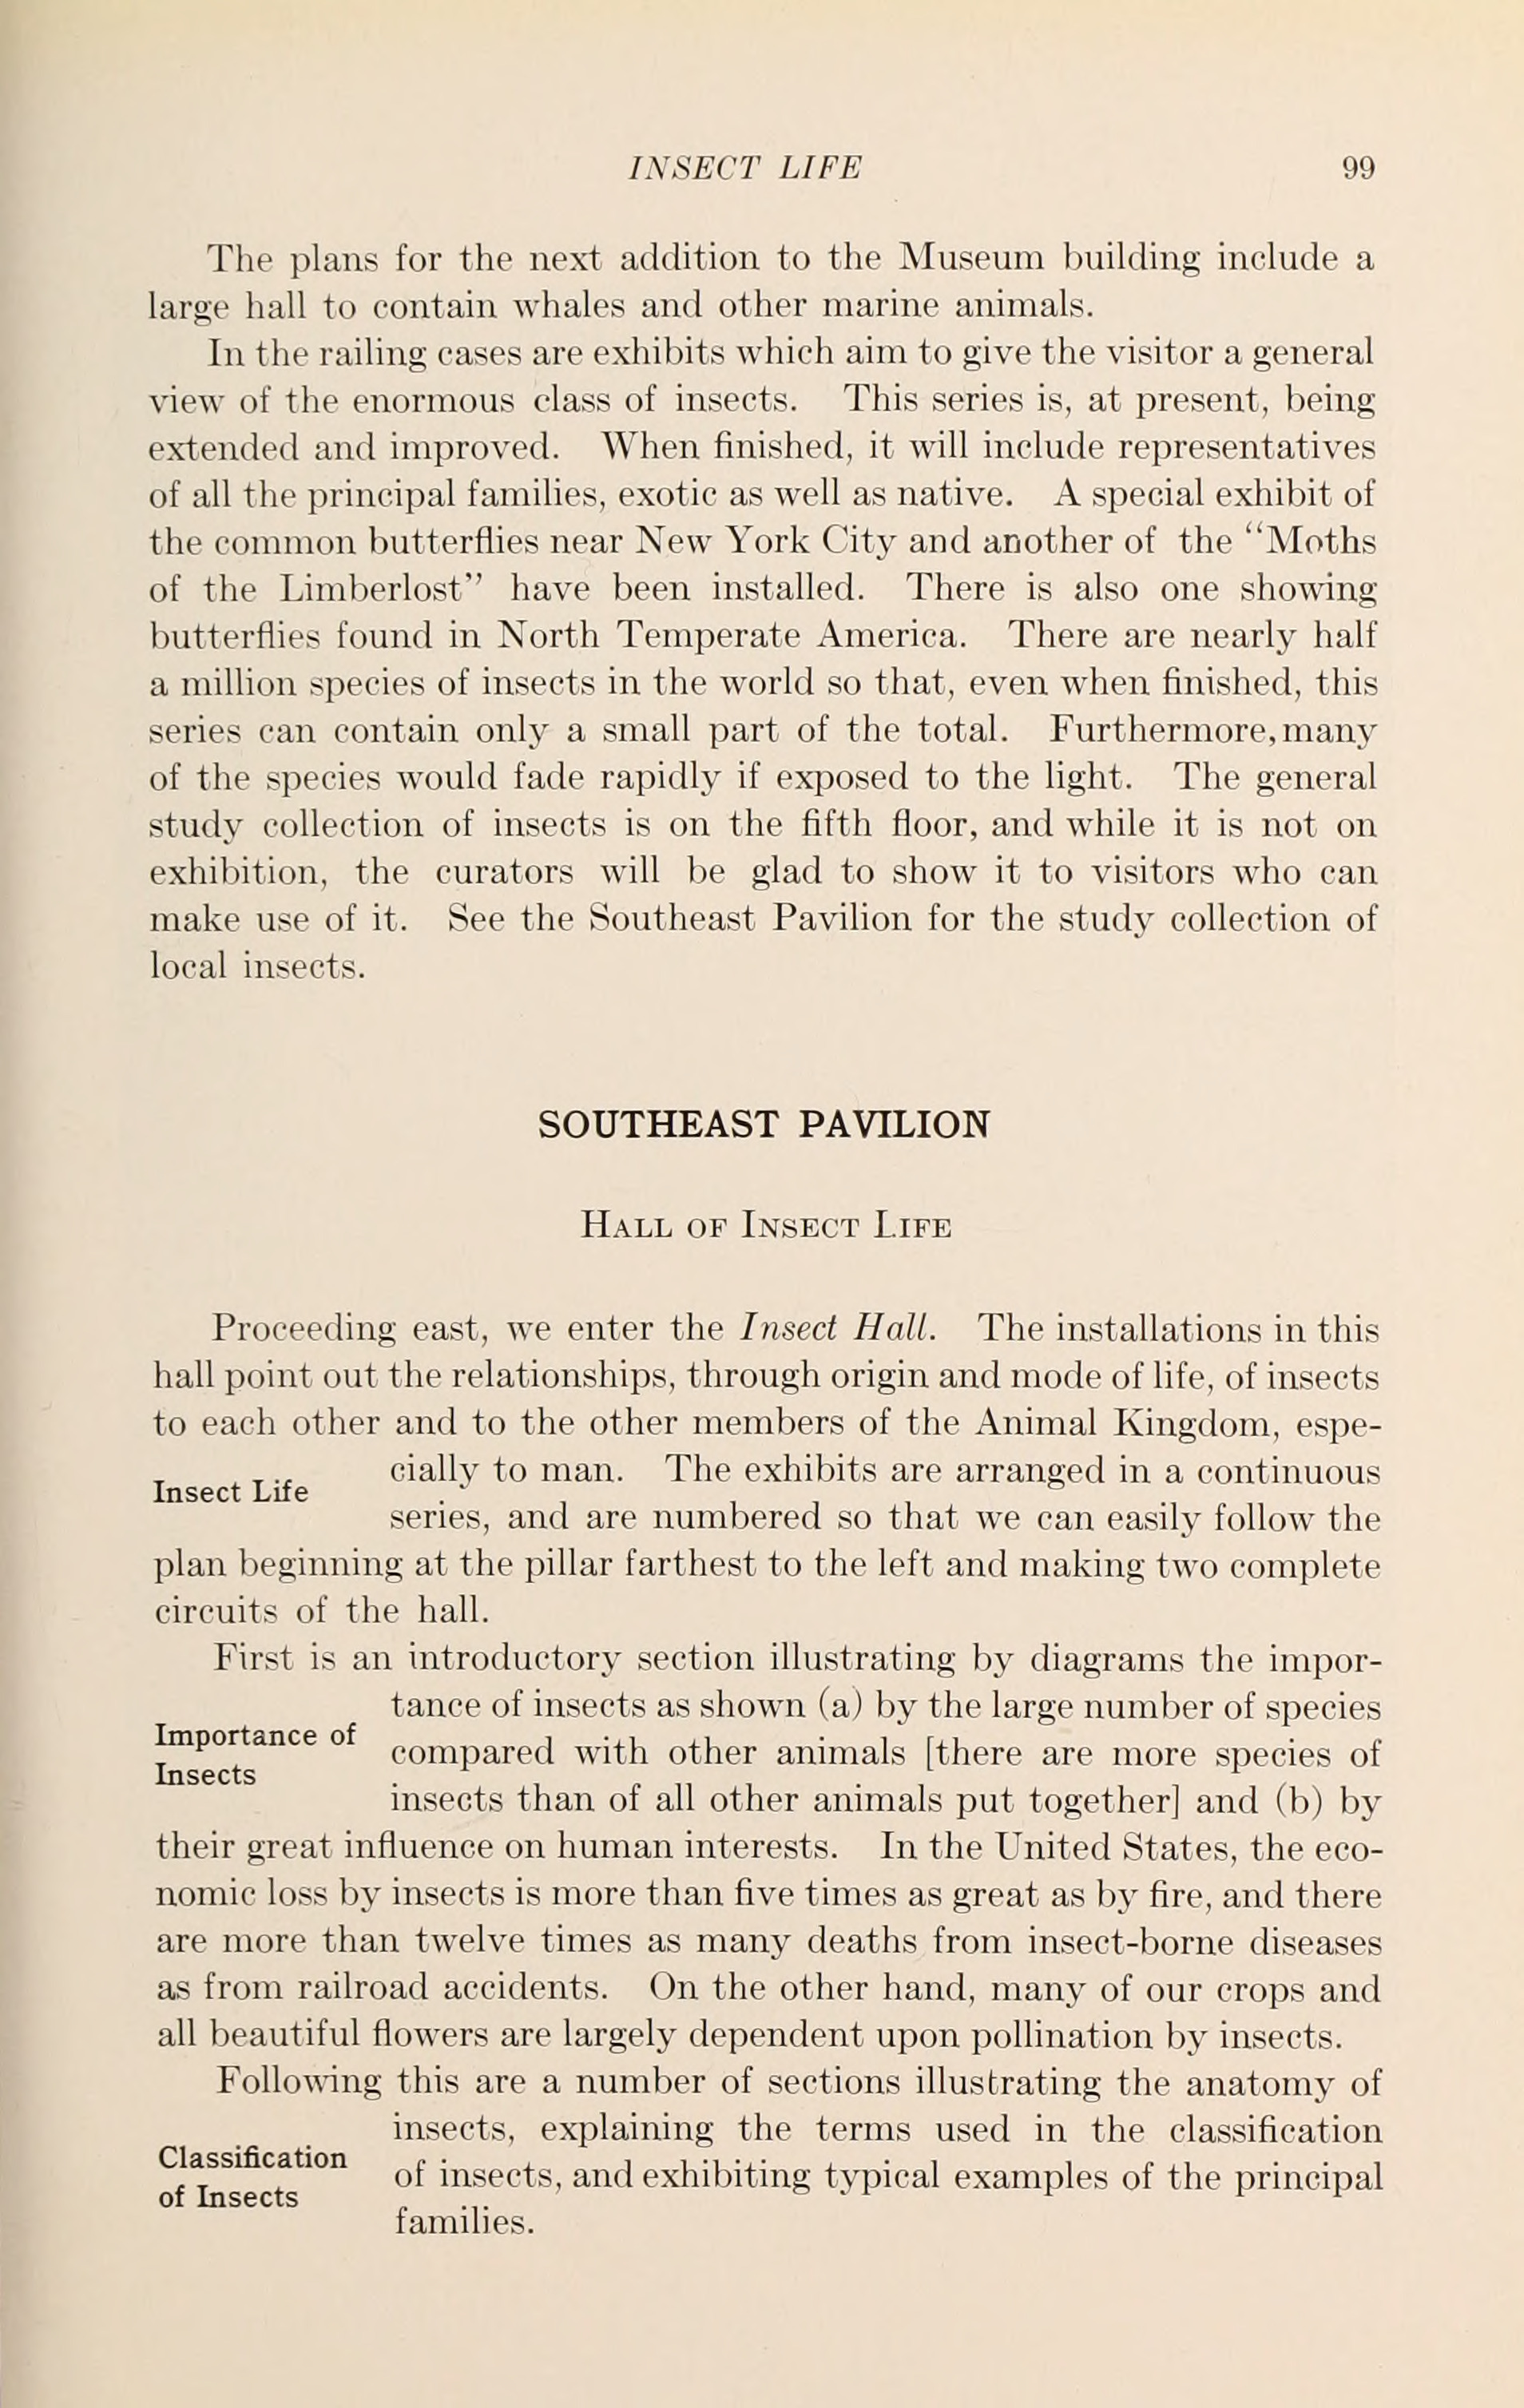 INSECT LIFE 99
The plans for the next addition to the Museum building include a
large hall to contain whales and other marine animals.
In the railing cases are exhibits which aim to give the visitor a general
view of the enormous class of insects. This series is, at present, being
extended and improved. When finished, it will include representatives
of all the principal families, exotic as well as native. A special exhibit of
the common butterflies near New York City and another of the “Moths
of the Limberlost” have been installed. There is also one showing
butterflies found in North Temperate America. There are nearly half
a million species of insects in the world so that, even when finished, this
series can contain only a small part of the total. Furthermore, many
of the species would fade rapidly if exposed to the light. The general
study collection of insects is on the fifth floor, and while it is not on
exhibition, the curators will be glad to show it to visitors who can
make use of it. See the Southeast Pavilion for the study collection of
local insects.
SOUTHEAST PAVILION
Hall of Insect Life
Proceeding east, we enter the Insect Hall. The installations in this
hall point out the relationships, through origin and mode of life, of insects
to each other and to the other members of the Animal Kingdom, espe-
Insect Life
cially to man. The exhibits are arranged in a continuous
series, and are numbered so that we can easily follow the
plan beginning at the pillar farthest to the left and making two complete
circuits of the hall.
First is an introductory section illustrating by diagrams the impor-
Importance of
Insects
tance of insects as shown (a) by the large number of species
compared with other animals [there are more species of
insects than of all other animals put together] and (b) by
their great influence on human interests. In the United States, the eco-
nomic loss by insects is more than five times as great as by fire, and there
are more than twelve times as many deaths from insect-borne diseases
as from railroad accidents. On the other hand, many of our crops and
all beautiful flowers are largely dependent upon pollination by insects.
Following this are a number of sections illustrating the anatomy of
Classification
of Insects
insects, explaining the terms used in the classification
of insects, and exhibiting typical examples of the principal
families.